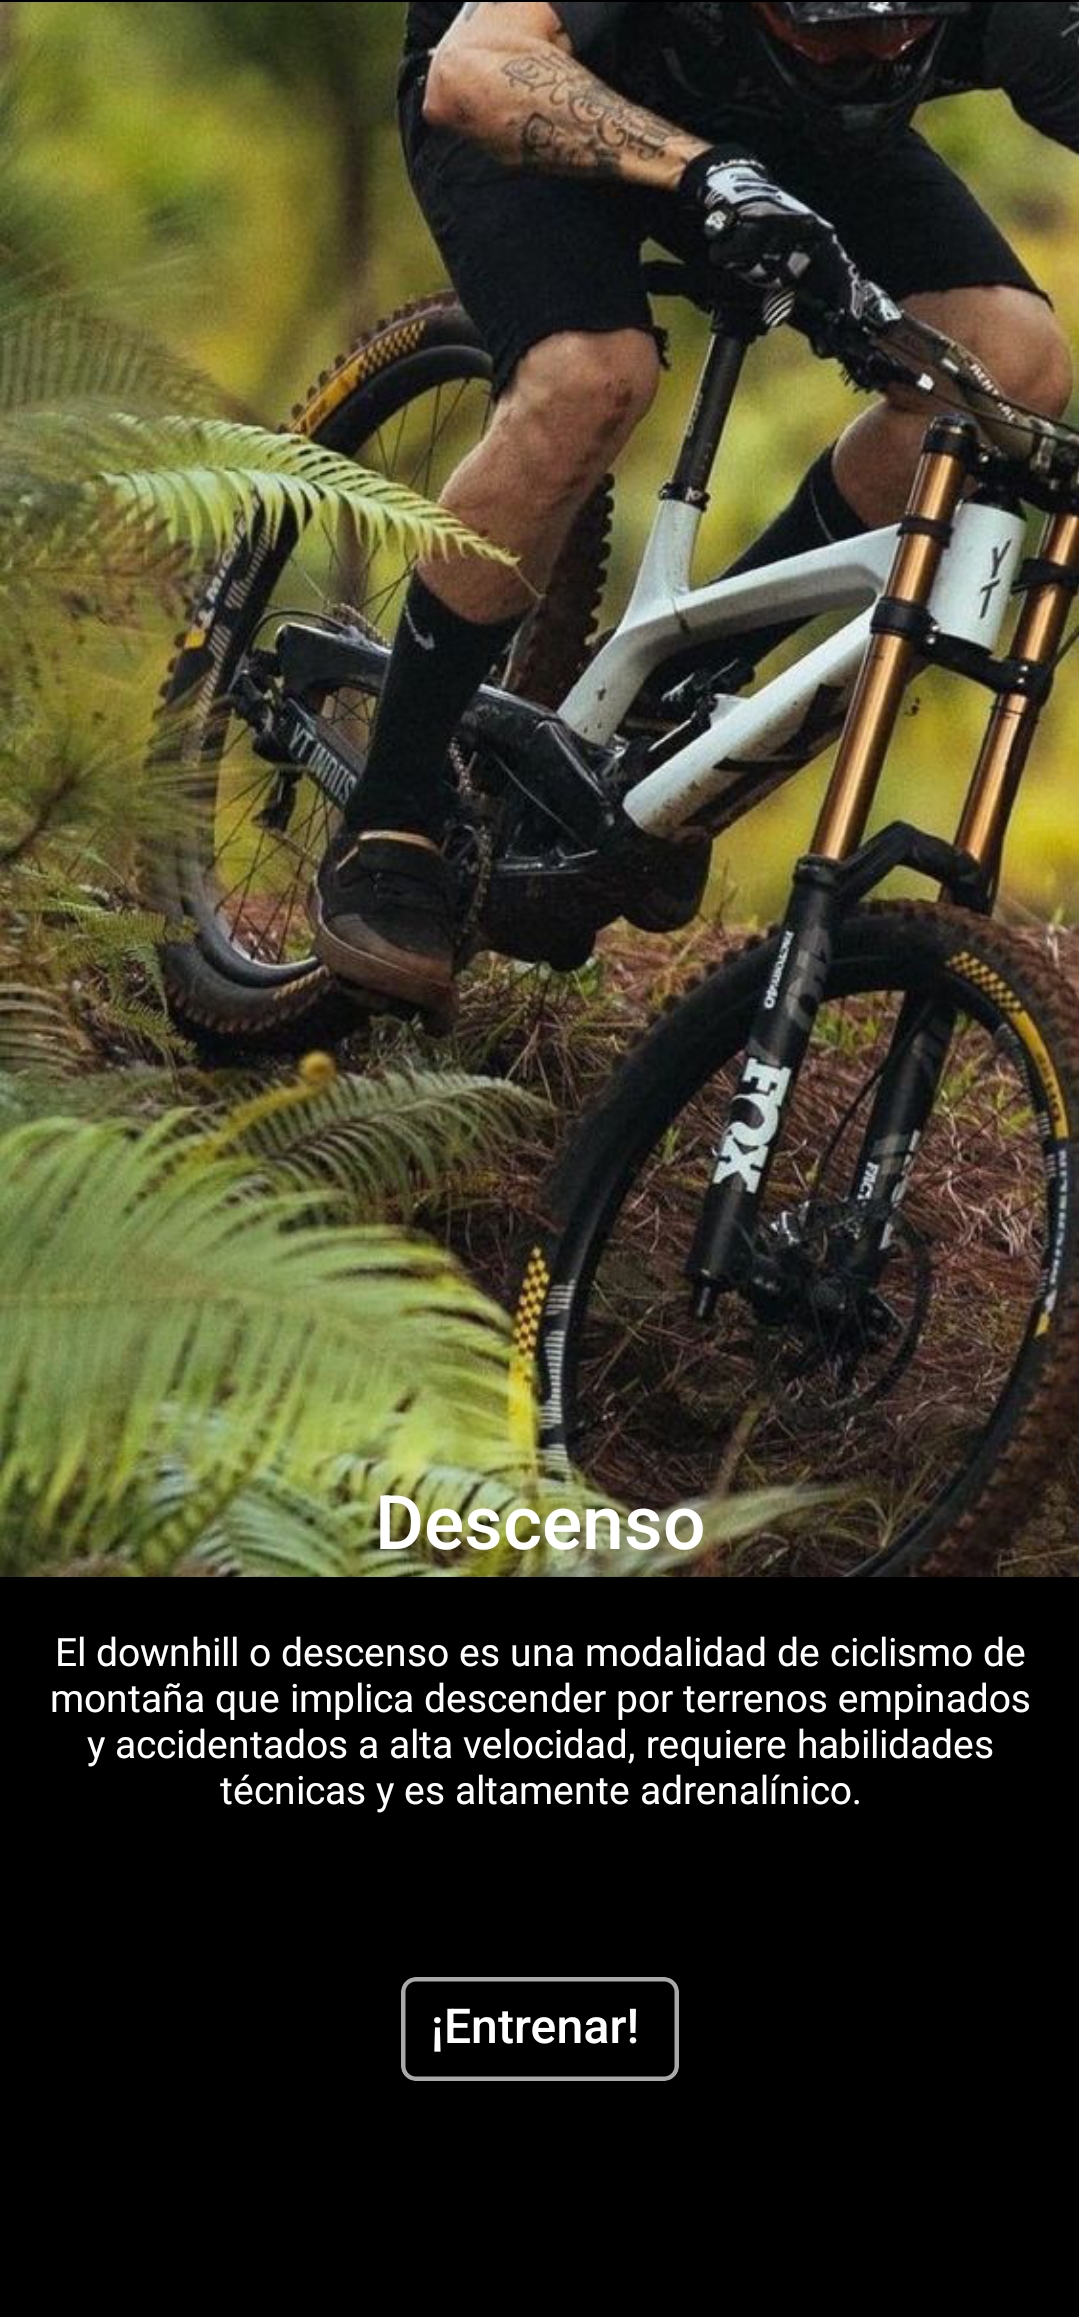 YT
FOX
Descenso
El downhill o descenso es una modalidad de ciclismo de
montaña que implica descender por terrenos empinados
y accidentados a alta velocidad, requiere habilidades
técnicas y es altamente adrenalínico.
¡Entrenar!